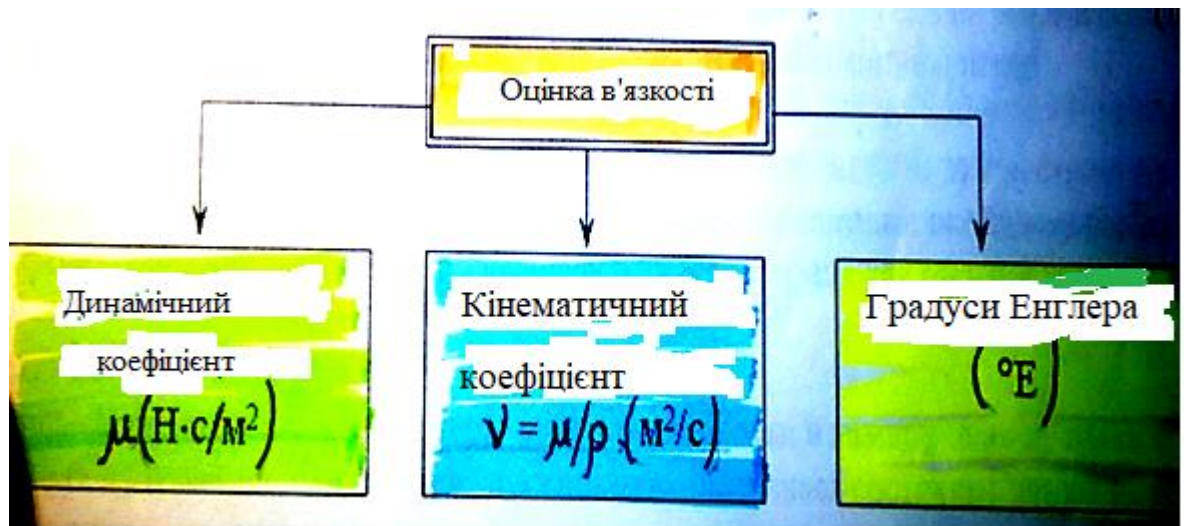 Оцінка в'язкості
Динамічний
коефіцієнт
μ(Н·с/м²)
Кінематичний
коефіцієнт
ν = μ/ρ (м²/с)
Градуси Енглера
(°Е)